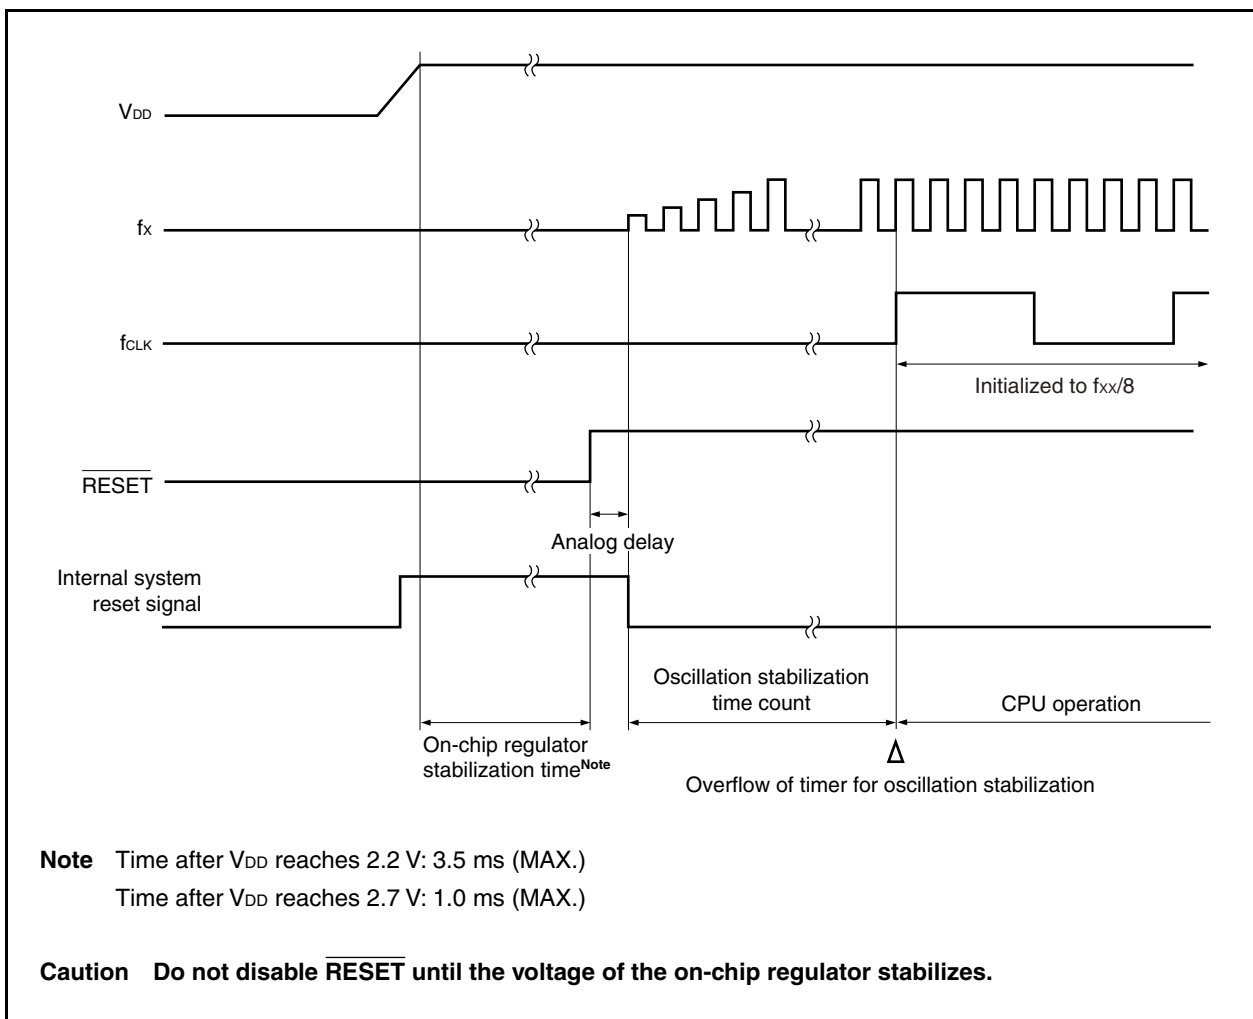 VDD
fX
fCLK
Initialized to fXX/8
RESET
Analog delay
Internal system
reset signal
Oscillation stabilization
time count
CPU operation
On-chip regulator
stabilization timeNote
Overflow of timer for oscillation stabilization
Note Time after VDD reaches 2.2 V: 3.5 ms (MAX.)
Time after VDD reaches 2.7 V: 1.0 ms (MAX.)
Caution Do not disable RESET until the voltage of the on-chip regulator stabilizes.